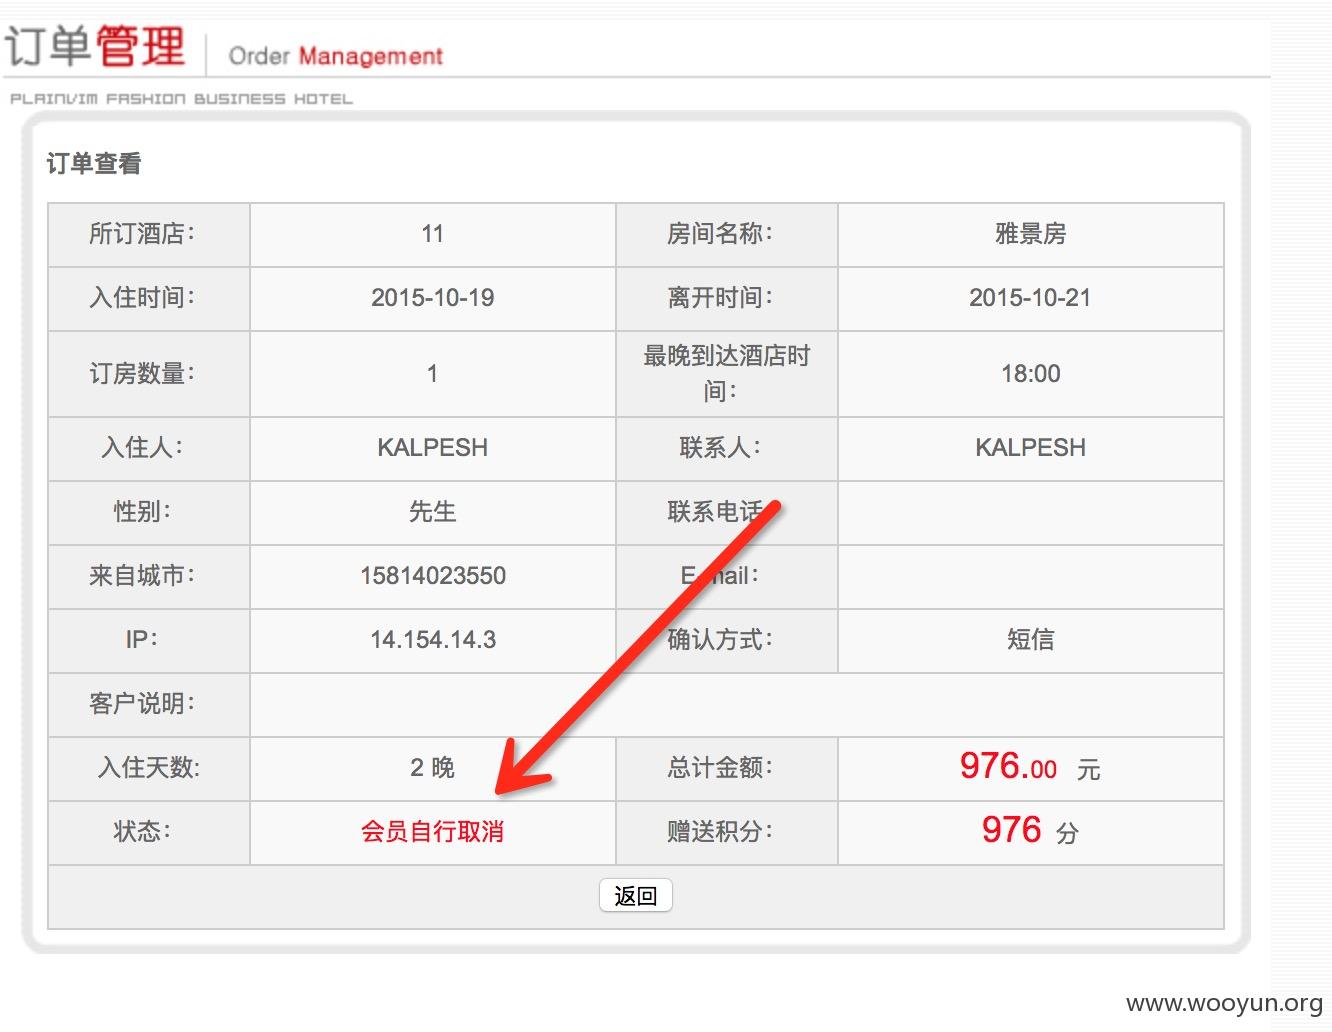 订单管理 Order Management
PLAINVIM FASHION BUSINESS HOTEL
订单查看
所订酒店: 11 房间名称: 雅景房
入住时间: 2015-10-19 离开时间: 2015-10-21
订房数量: 1 最晚到达酒店时间: 18:00
入住人: KALPESH 联系人: KALPESH
性别: 先生 联系电话
来自城市: 15814023550 E-mail:
IP: 14.154.14.3 确认方式: 短信
客户说明:
入住天数: 2 晚 总计金额: 976.00 元
状态: 会员自行取消 赠送积分: 976 分
返回
www.wooyun.org